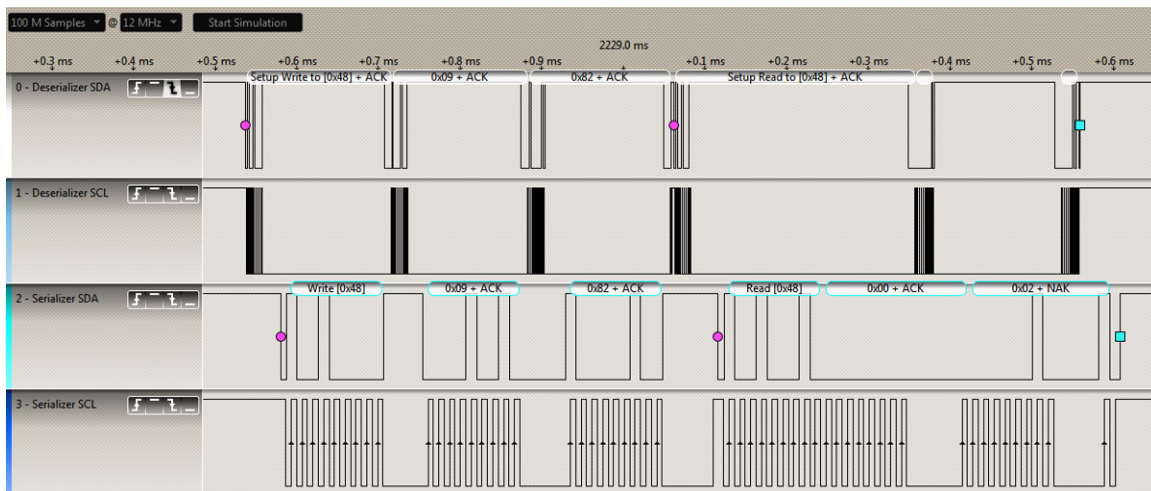 100 M Samples @ 12 MHz Start Simulation
2229.0 ms
+0.3 ms +0.4 ms +0.5 ms +0.6 ms +0.7 ms +0.8 ms +0.9 ms +0.1 ms +0.2 ms +0.3 ms +0.4 ms +0.5 ms +0.6 ms
Setup Write to [0x48] + ACK 0x09 + ACK 0x82 + ACK Setup Read to [0x48] + ACK
0 - Deserializer SDA
1 - Deserializer SCL
Write [0x48] 0x09 + ACK 0x82 + ACK Read [0x48] 0x00 + ACK 0x02 + NAK
2 - Serializer SDA
3 - Serializer SCL